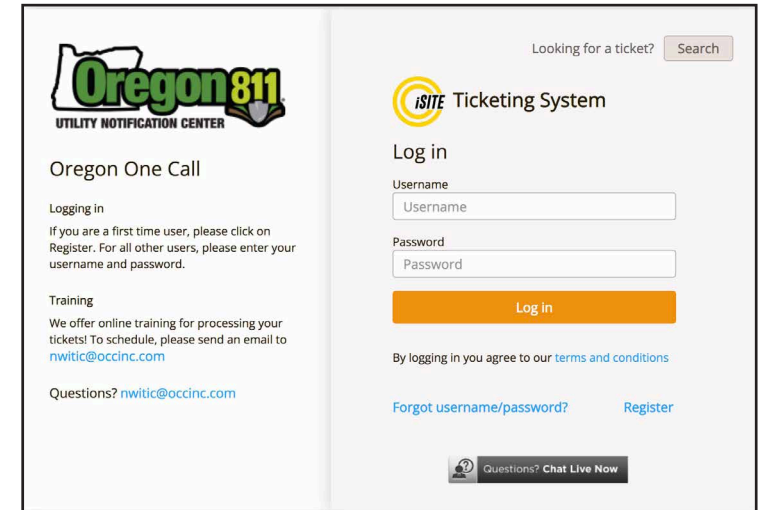 Oregon811
UTILITY NOTIFICATION CENTER
Oregon One Call
Logging in
If you are a first time user, please click on
Register. For all other users, please enter your
username and password.
Training
We offer online training for processing your
tickets! To schedule, please send an email to
nwitic@occinc.com
Questions? nwitic@occinc.com
Looking for a ticket? Search
iSITE Ticketing System
Log in
Username
Username
Password
Password
Log in
By logging in you agree to our terms and conditions
Forgot username/password? Register
Questions? Chat Live Now